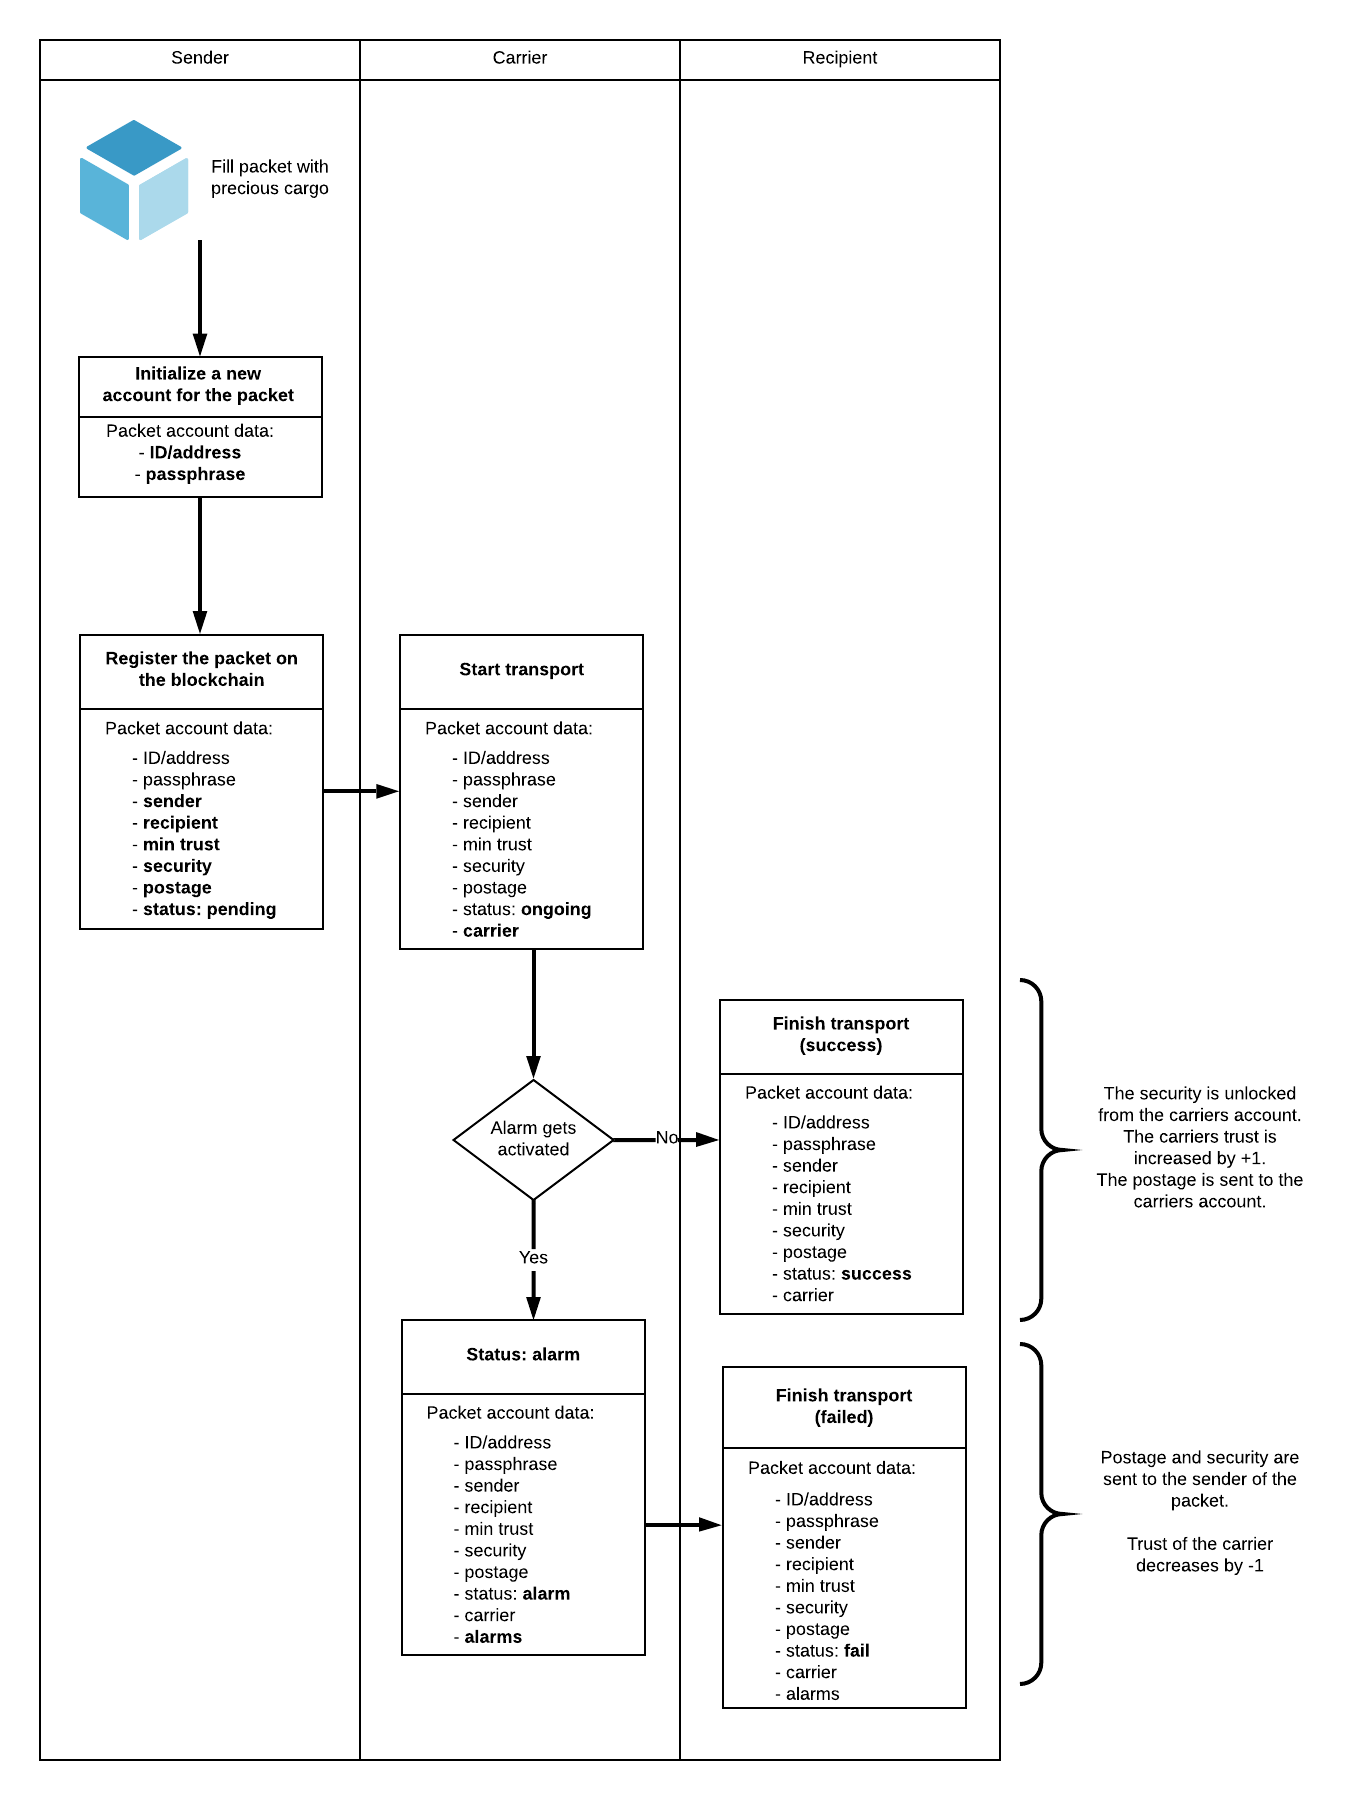 Sender
Carrier
Recipient
Fill packet with
precious cargo
Initialize a new
account for the packet
Packet account data:
- ID/address
- passphrase
Register the packet on
the blockchain
Packet account data:
- ID/address
- passphrase
- sender
- recipient
- min trust
- security
- postage
- status: pending
Start transport
Packet account data:
- ID/address
- passphrase
- sender
- recipient
- min trust
- security
- postage
- status: ongoing
- carrier
Alarm gets
activated
No
Yes
Finish transport
(success)
Packet account data:
- ID/address
- passphrase
- sender
- recipient
- min trust
- security
- postage
- status: success
- carrier
The security is unlocked
from the carriers account.
The carriers trust is
increased by +1.
The postage is sent to the
carriers account.
Status: alarm
Packet account data:
- ID/address
- passphrase
- sender
- recipient
- min trust
- security
- postage
- status: alarm
- carrier
- alarms
Finish transport
(failed)
Packet account data:
- ID/address
- passphrase
- sender
- recipient
- min trust
- security
- postage
- status: fail
- carrier
- alarms
Postage and security are
sent to the sender of the
packet.
Trust of the carrier
decreases by -1